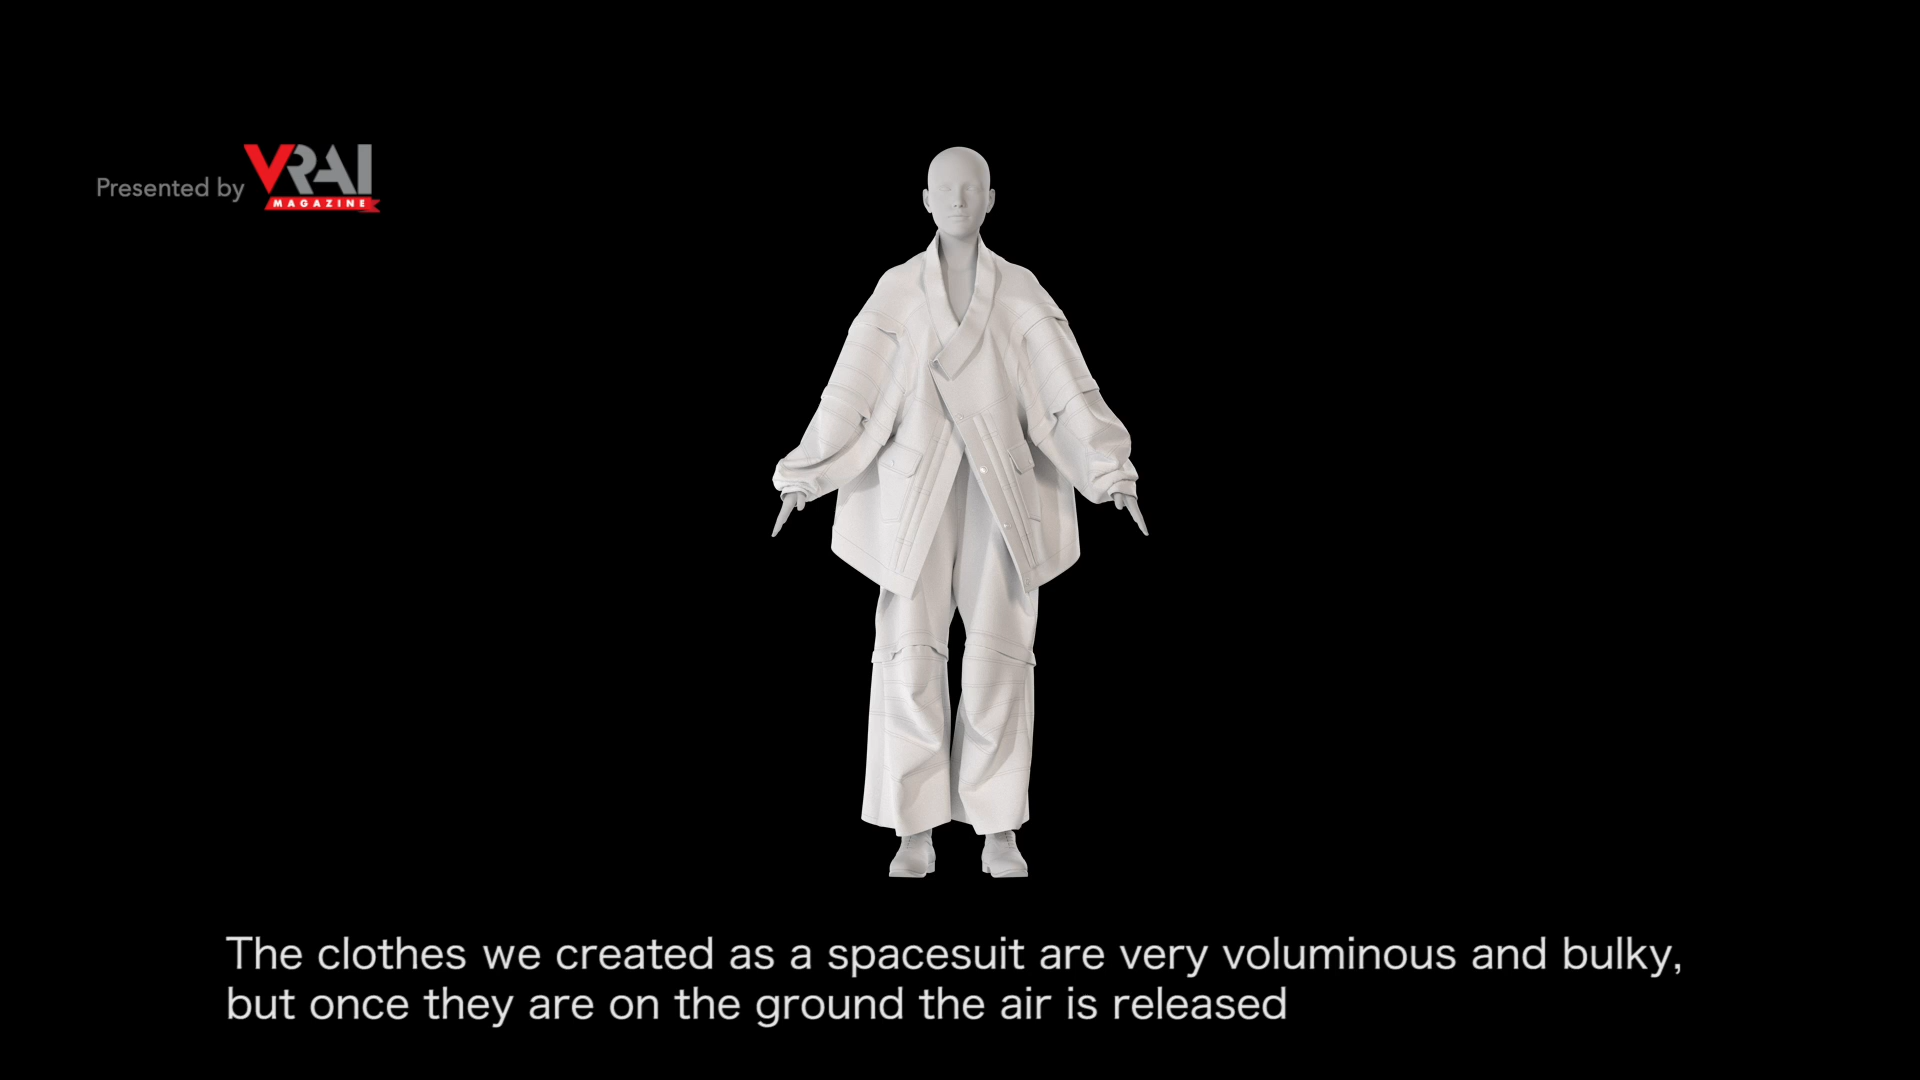 Presented by VRAI
MAGAZINE
The clothes we created as a spacesuit are very voluminous and bulky,
but once they are on the ground the air is released